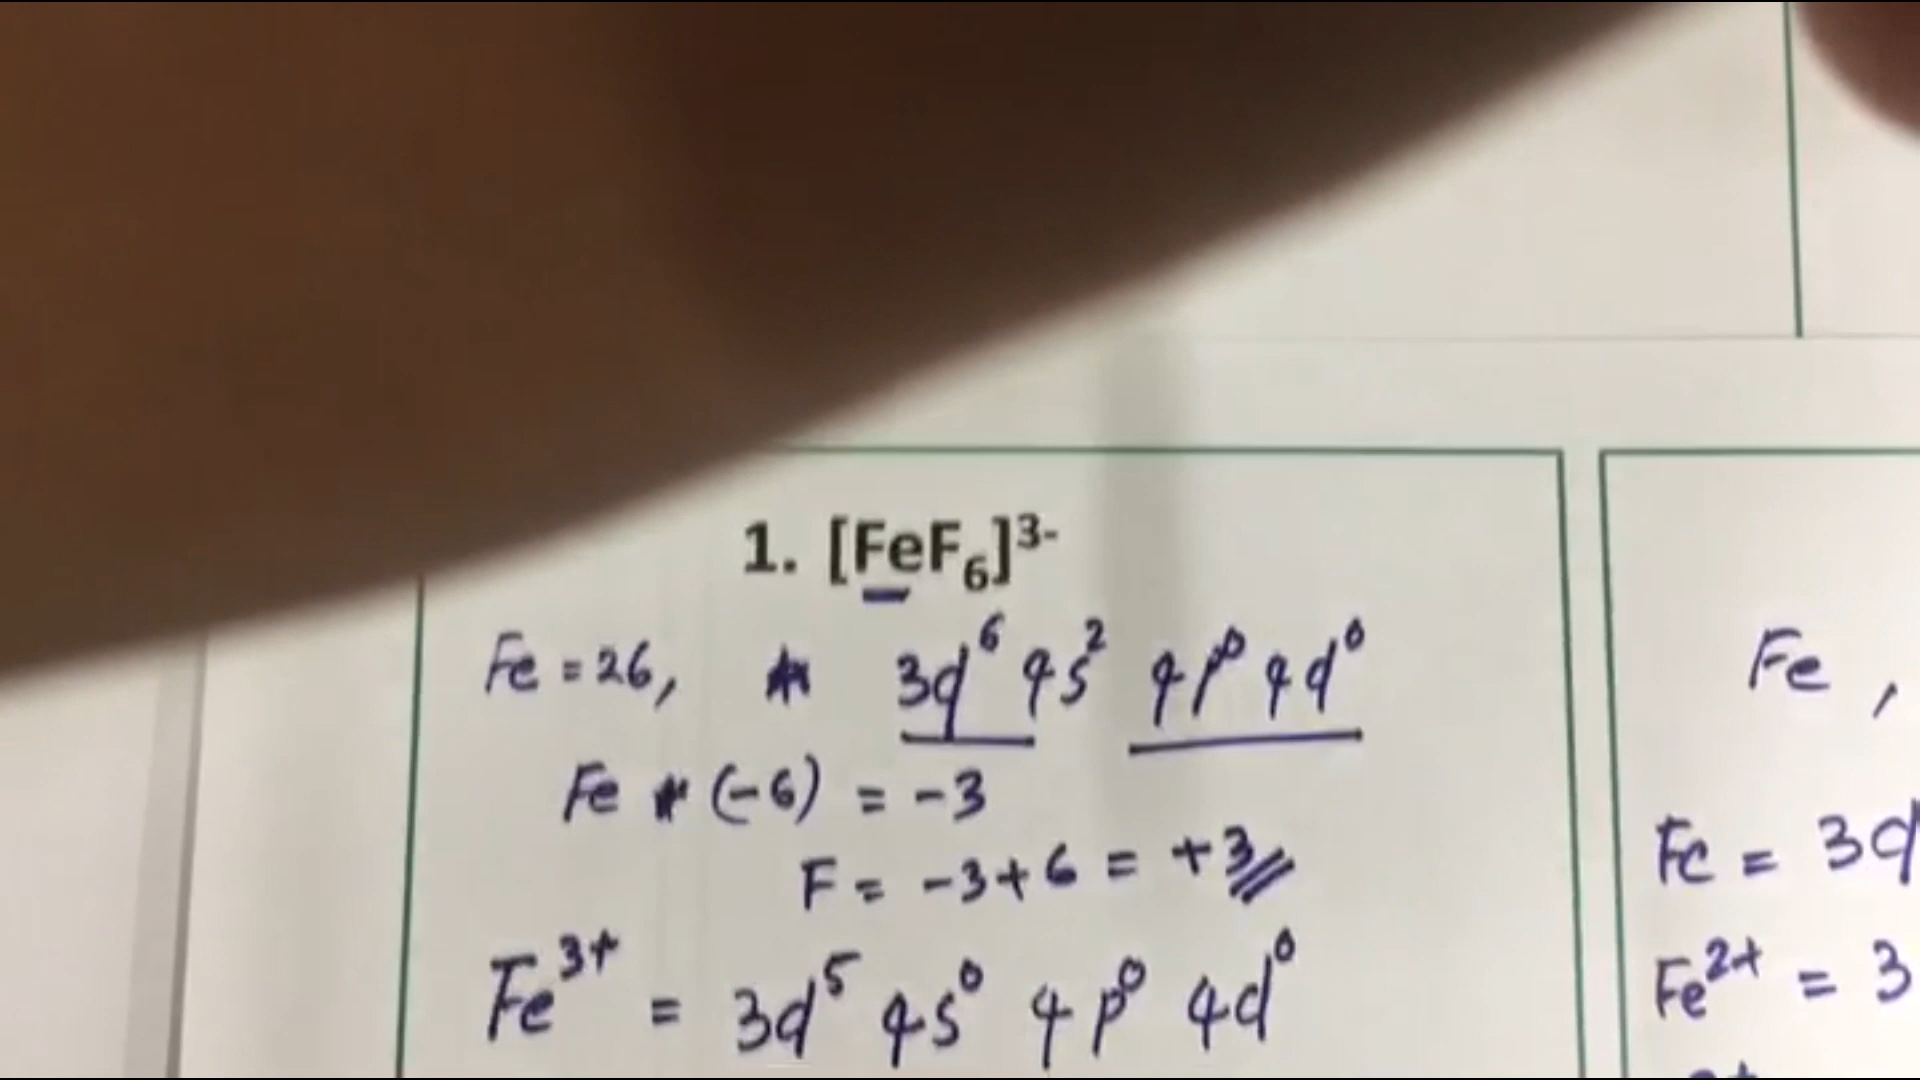 1. [FeF₆]³⁻
Fe = 26, 3d⁶ 4s² 4p⁰ 4d⁰
Fe + (-6) = -3
F = -3+6 = +3
Fe³⁺ = 3d⁵ 4s⁰ 4p⁰ 4d⁰
Fe ,
Fe = 3d
Fe²⁺ = 3